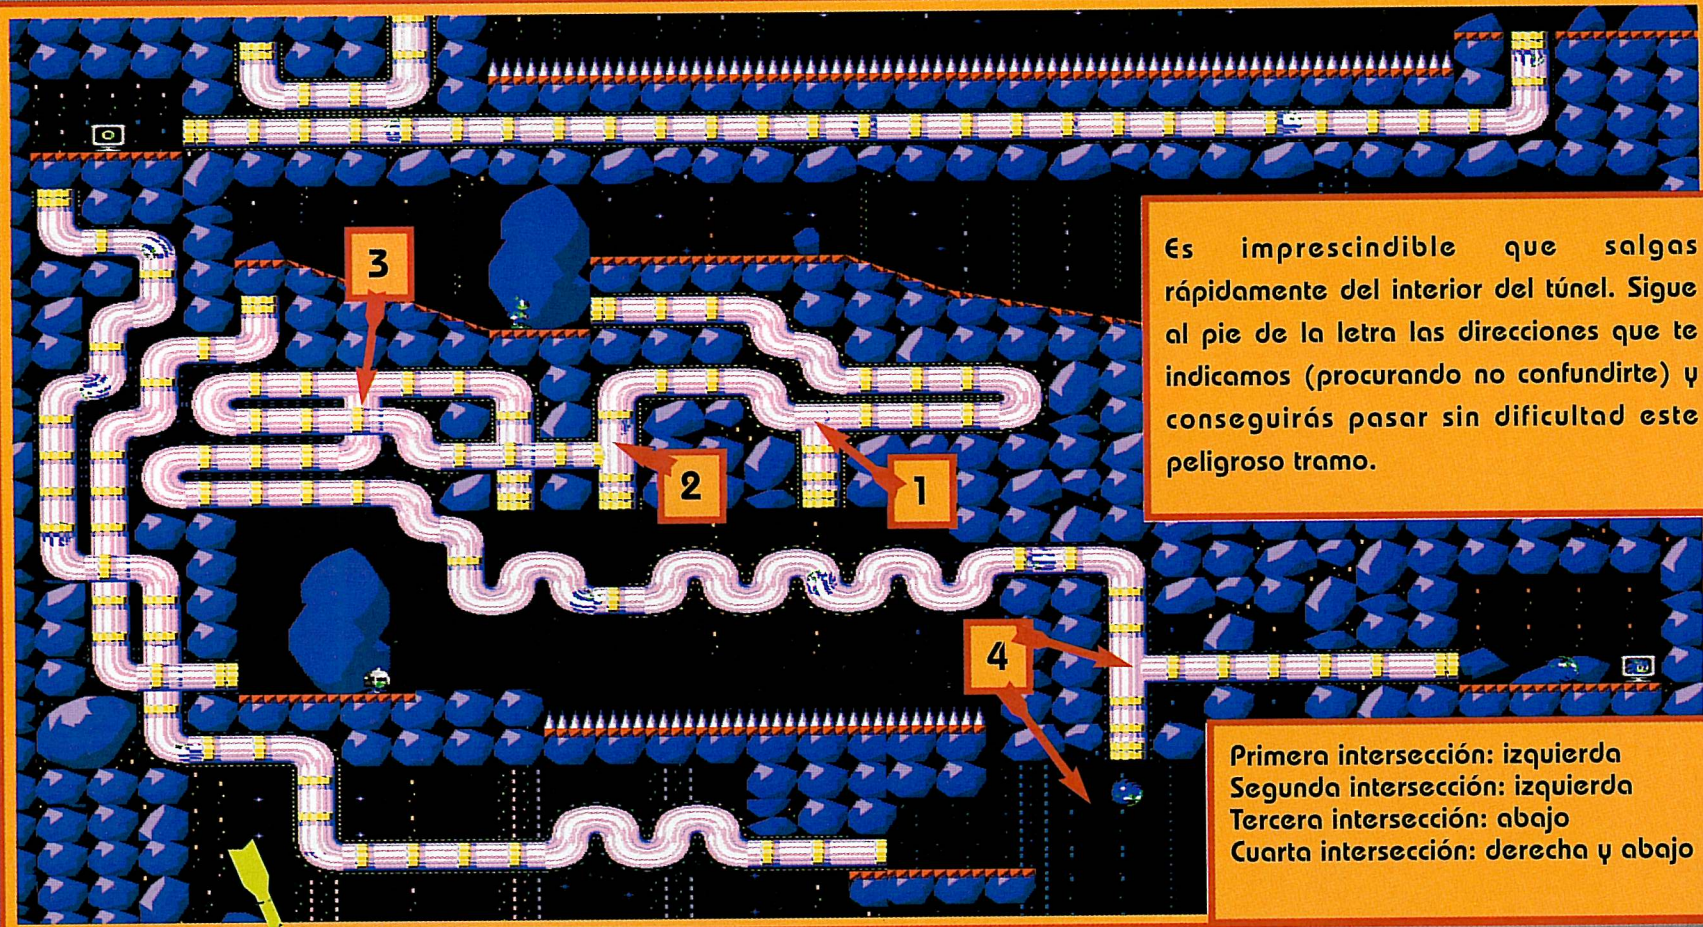 3
2
1
4
Es imprescindible que salgas
rápidamente del interior del túnel. Sigue
al pie de la letra las direcciones que te
indicamos (procurando no confundirte) y
conseguirás pasar sin dificultad este
peligroso tramo.
Primera intersección: izquierda
Segunda intersección: izquierda
Tercera intersección: abajo
Cuarta intersección: derecha y abajo